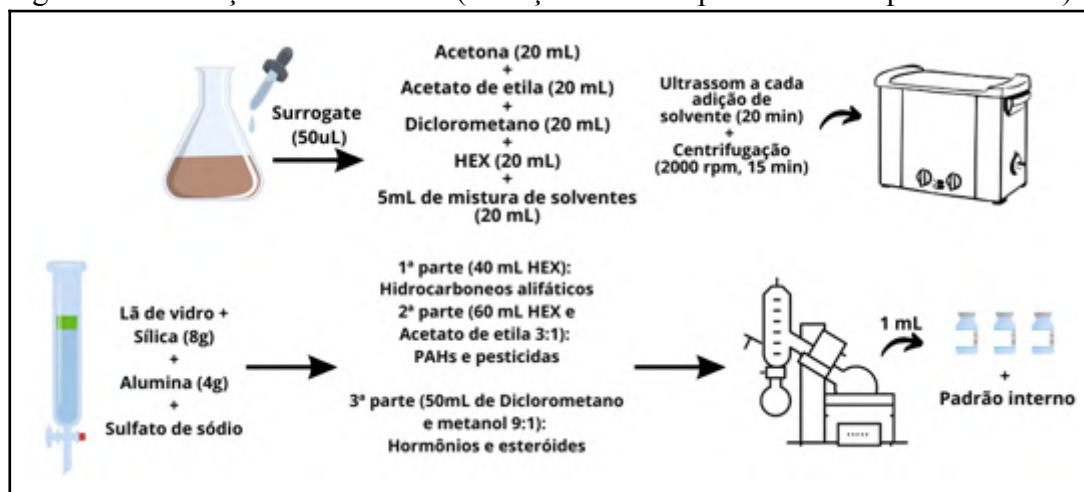 Surrogate
(50uL)
Acetona (20 mL)
+
Acetato de etila (20 mL)
+
Diclorometano (20 mL)
+
HEX (20 mL)
+
5mL de mistura de solventes
(20 mL)
Ultrassom a cada
adição de
solvente (20 min)
+
Centrifugação
(2000 rpm, 15 min)
Lã de vidro +
Sílica (8g)
+
Alumina (4g)
+
Sulfato de sódio
1ª parte (40 mL HEX):
Hidrocarboneos alifáticos
2ª parte (60 mL HEX e
Acetato de etila 3:1):
PAHs e pesticidas
3ª parte (50mL de Diclorometano
e metanol 9:1):
Hormônios e esteróides
1 mL
+
Padrão interno